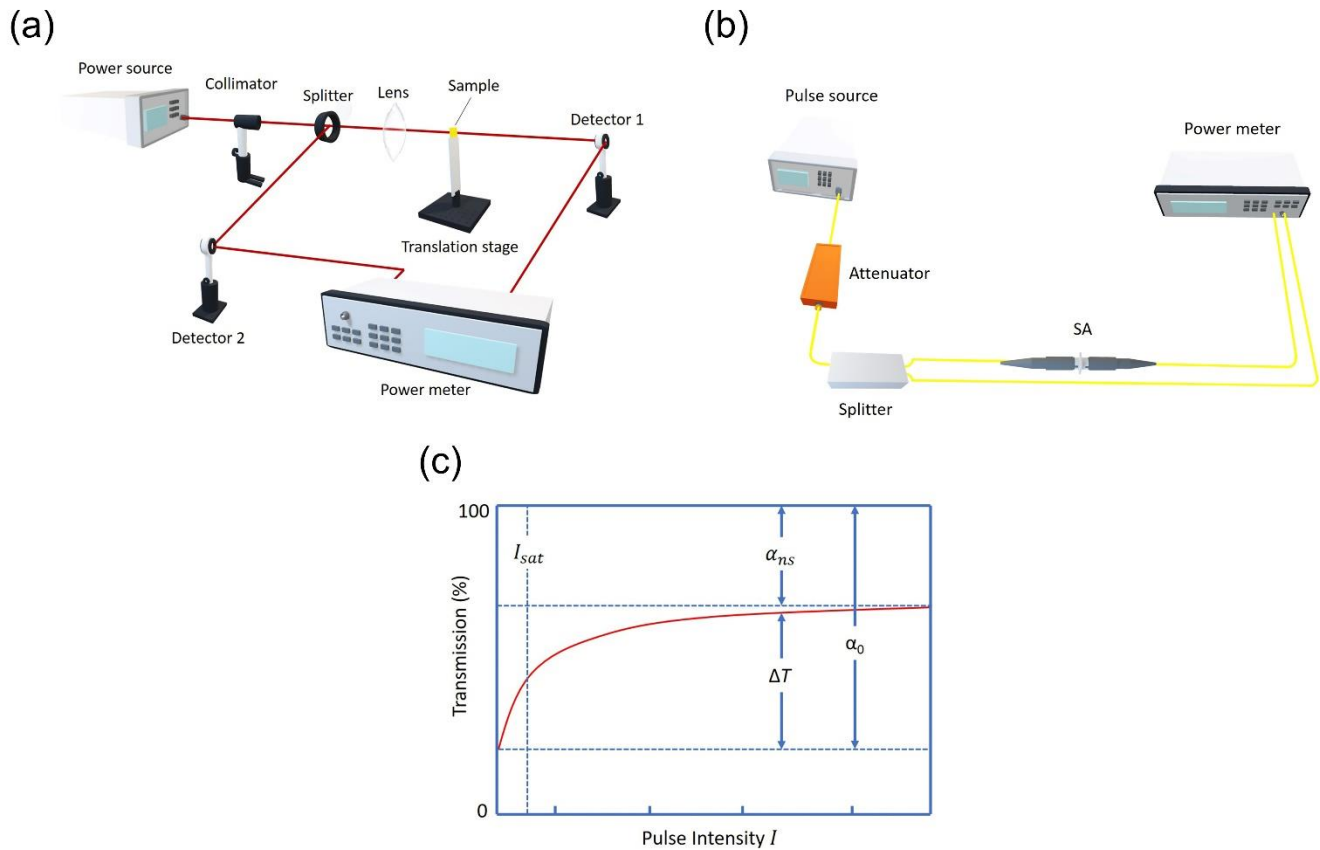 (a)
Power source
Collimator
Splitter
Lens
Sample
Detector 1
Translation stage
Detector 2
Power meter
(b)
Pulse source
Power meter
Attenuator
SA
Splitter
(c)
100
I_sat
α_ns
α₀
ΔT
Transmission (%)
0
Pulse Intensity I